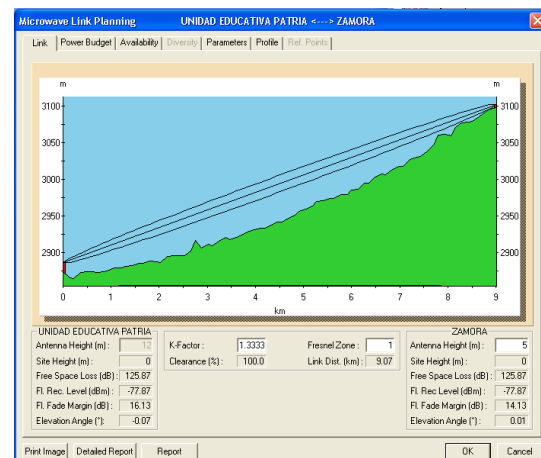 Microwave Link Planning UNIDAD EDUCATIVA PATRIA <---> ZAMORA
Link Power Budget Availability Diversity Parameters Profile Ref. Points
m m
3100 3100
3050 3050
2950 2950
2900 2900
0 1 2 3 4 5 6 7 8 9
km
UNIDAD EDUCATIVA PATRIA
Antenna Height (m) : 12
Site Height (m) : 0
Free Space Loss (dB) : 125.87
Fl. Rec. Level (dBm) : -77.87
Fl. Fade Margin (dB) : 16.13
Elevation Angle (°): -0.07
K-Factor : 1.3333 Fresnel Zone : 1
Clearance (%) : 100.0 Link Dist. (km) : 9.07
ZAMORA
Antenna Height (m) : 5
Site Height (m) : 0
Free Space Loss (dB) : 125.87
Fl. Rec. Level (dBm) : -77.87
Fl. Fade Margin (dB) : 14.13
Elevation Angle (°): 0.01
Print Image Detailed Report Report OK Cancel